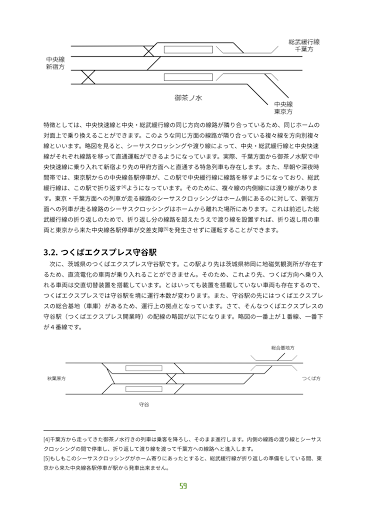 総武緩行線
千葉方
中央線
新宿方
御茶ノ水
中央線
東京方
特徴としては、中央快速線と中央・総武緩行線の同じ方向の線路が隣り合っているため、同じホームの
対面上で乗り換えることができます。このような同じ方面の線路が隣り合っている複々線を方向別複々
線といいます。略図を見ると、シーサスクロッシングや渡り線によって、中央・総武緩行線と中央快速
線がそれぞれ線路を移って直通運転ができるようになっています。実際、千葉方面から御茶ノ水駅で中
央快速線に乗り入れて新宿より先の甲府方面へと直通する特急列車も存在します。また、早朝や深夜時
間帯では、東京駅からの中央線各駅停車が、この駅で中央緩行線に線路を移すようになっており、総武
緩行線は、この駅で折り返す[4]ようになっています。そのために、複々線の内側線には渡り線がありま
す。東京・千葉方面への列車が走る線路のシーサスクロッシングはホーム側にあるのに対して、新宿方
面への列車が走る線路のシーサスクロッシングはホームから離れた場所にあります。これは前述した総
武緩行線の折り返しのためで、折り返し分の線路を超えたうえで渡り線を設置すれば、折り返し用の車
両と東京から来た中央線各駅停車が交差支障[5]を発生させずに運転することができます。
3.2. つくばエクスプレス守谷駅
次に、茨城県のつくばエクスプレス守谷駅です。この駅より先は茨城県柿岡に地磁気観測所が存在す
るため、直流電化の車両が乗り入れることができません。そのため、これより先、つくば方向へ乗り入
れる車両は交直切替装置を搭載しています。とはいっても装置を搭載していない車両も存在するので、
つくばエクスプレスでは守谷駅を境に運行本数が変わります。また、守谷駅の先にはつくばエクスプレ
スの総合基地（車庫）があるため、運行上の拠点となっています。さて、そんなつくばエクスプレスの
守谷駅（つくばエクスプレス開業時）の配線の略図が以下になります。略図の一番上が１番線、一番下
が４番線です。
総合基地方
秋葉原方
つくば方
守谷
[4]千葉方から走ってきた御茶ノ水行きの列車は乗客を降ろし、そのまま進行します。内側の線路の渡り線とシーサス
クロッシングの間で停車し、折り返して渡り線を渡って千葉方への線路へと進入します。
[5]もしもこのシーサスクロッシングがホーム寄りにあったとすると、総武緩行線が折り返しの準備をしている間、東
京から来た中央線各駅停車が駅から発車出来ません。
59